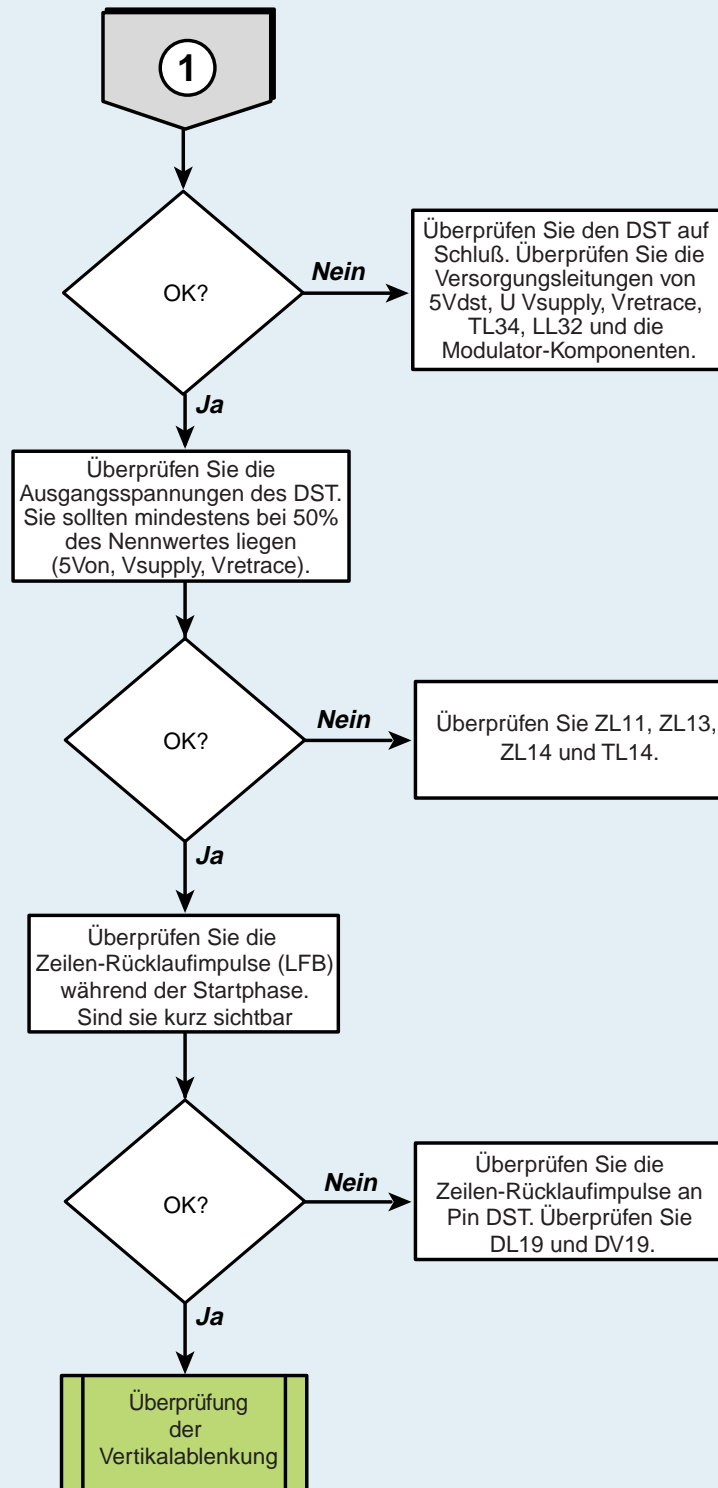 1
OK?
Nein
Überprüfen Sie den DST auf
Schluß. Überprüfen Sie die
Versorgungsleitungen von
5Vdst, U Vsupply, Vretrace,
TL34, LL32 und die
Modulator-Komponenten.
Ja
Überprüfen Sie die
Ausgangsspannungen des DST.
Sie sollten mindestens bei 50%
des Nennwertes liegen
(5Von, Vsupply, Vretrace).
OK?
Nein
Überprüfen Sie ZL11, ZL13,
ZL14 und TL14.
Ja
Überprüfen Sie die
Zeilen-Rücklaufimpulse (LFB)
während der Startphase.
Sind sie kurz sichtbar
OK?
Nein
Überprüfen Sie die
Zeilen-Rücklaufimpulse an
Pin DST. Überprüfen Sie
DL19 und DV19.
Ja
Überprüfung
der
Vertikalablenkung